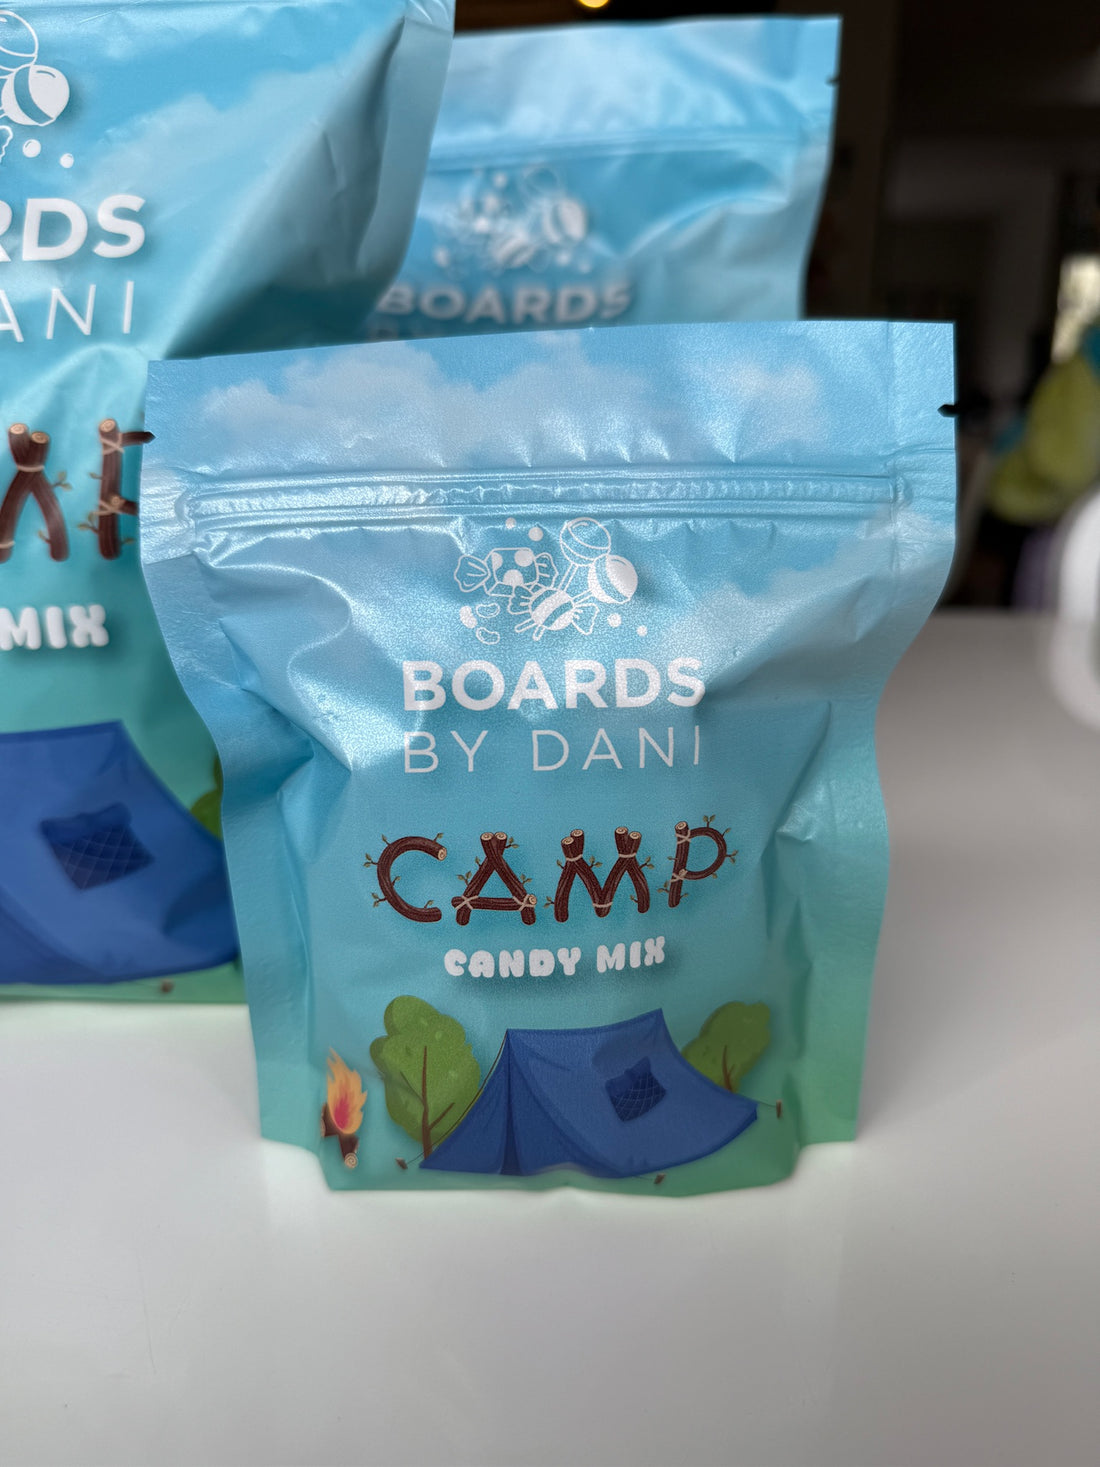 BOARDS
BY DANI
CAMP
CANDY MIX
RDS
ANI
MIX
BOARDS